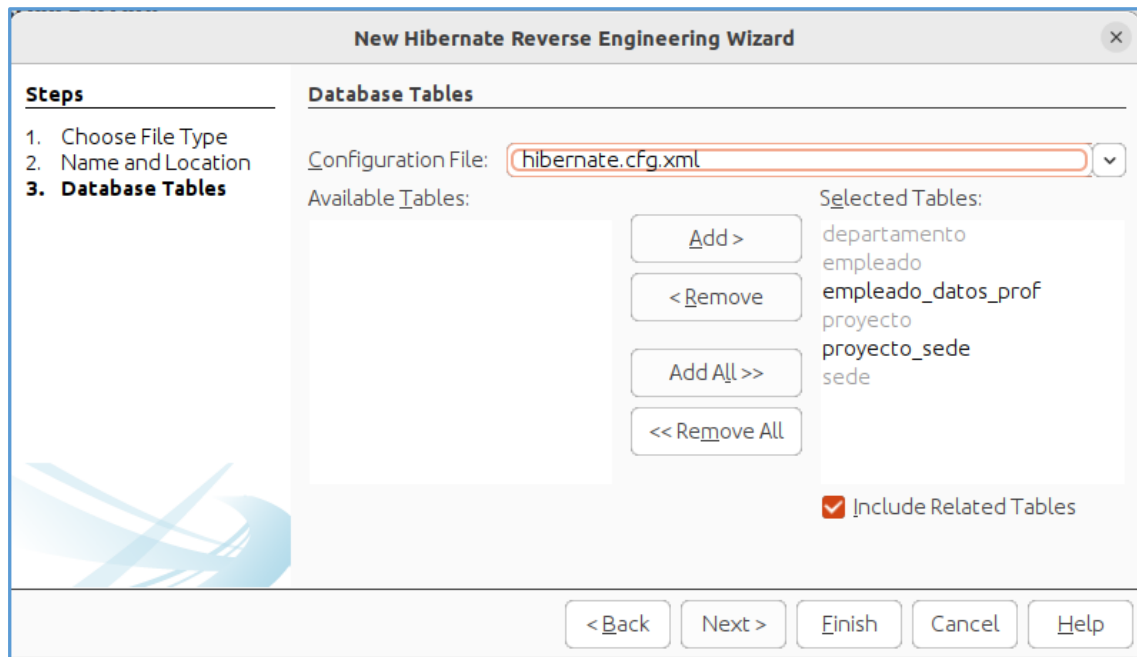 New Hibernate Reverse Engineering Wizard
Steps
1. Choose File Type
2. Name and Location
3. Database Tables
Database Tables
Configuration File: hibernate.cfg.xml
Available Tables:
Add >
< Remove
Add All >>
<< Remove All
Selected Tables:
departamento
empleado
empleado_datos_prof
proyecto
proyecto_sede
sede
Include Related Tables
< Back
Next >
Finish
Cancel
Help